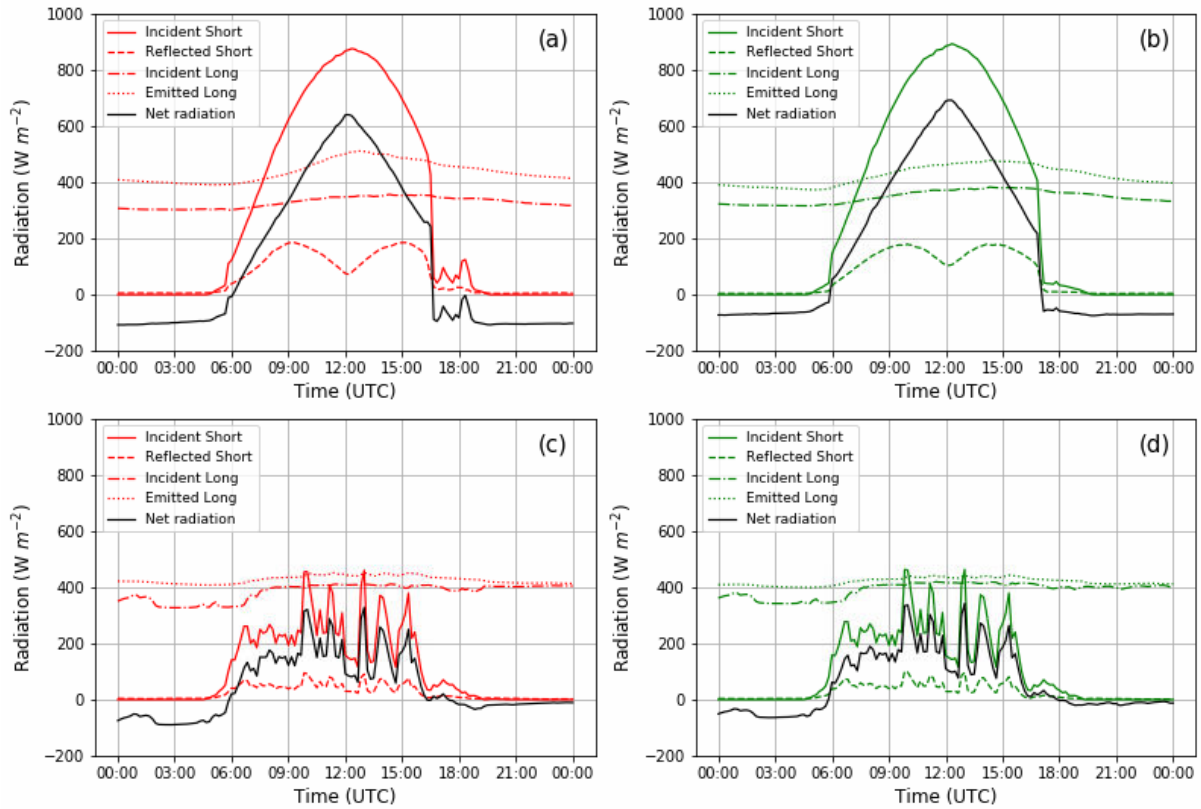 1000
800
600
400
200
0
−200
Radiation (W m⁻²)
Incident Short
Reflected Short
Incident Long
Emitted Long
Net radiation
(a)
00:00 03:00 06:00 09:00 12:00 15:00 18:00 21:00 00:00
Time (UTC)
1000
800
600
400
200
0
−200
Radiation (W m⁻²)
Incident Short
Reflected Short
Incident Long
Emitted Long
Net radiation
(b)
00:00 03:00 06:00 09:00 12:00 15:00 18:00 21:00 00:00
Time (UTC)
1000
800
600
400
200
0
−200
Radiation (W m⁻²)
Incident Short
Reflected Short
Incident Long
Emitted Long
Net radiation
(c)
00:00 03:00 06:00 09:00 12:00 15:00 18:00 21:00 00:00
Time (UTC)
1000
800
600
400
200
0
−200
Radiation (W m⁻²)
Incident Short
Reflected Short
Incident Long
Emitted Long
Net radiation
(d)
00:00 03:00 06:00 09:00 12:00 15:00 18:00 21:00 00:00
Time (UTC)